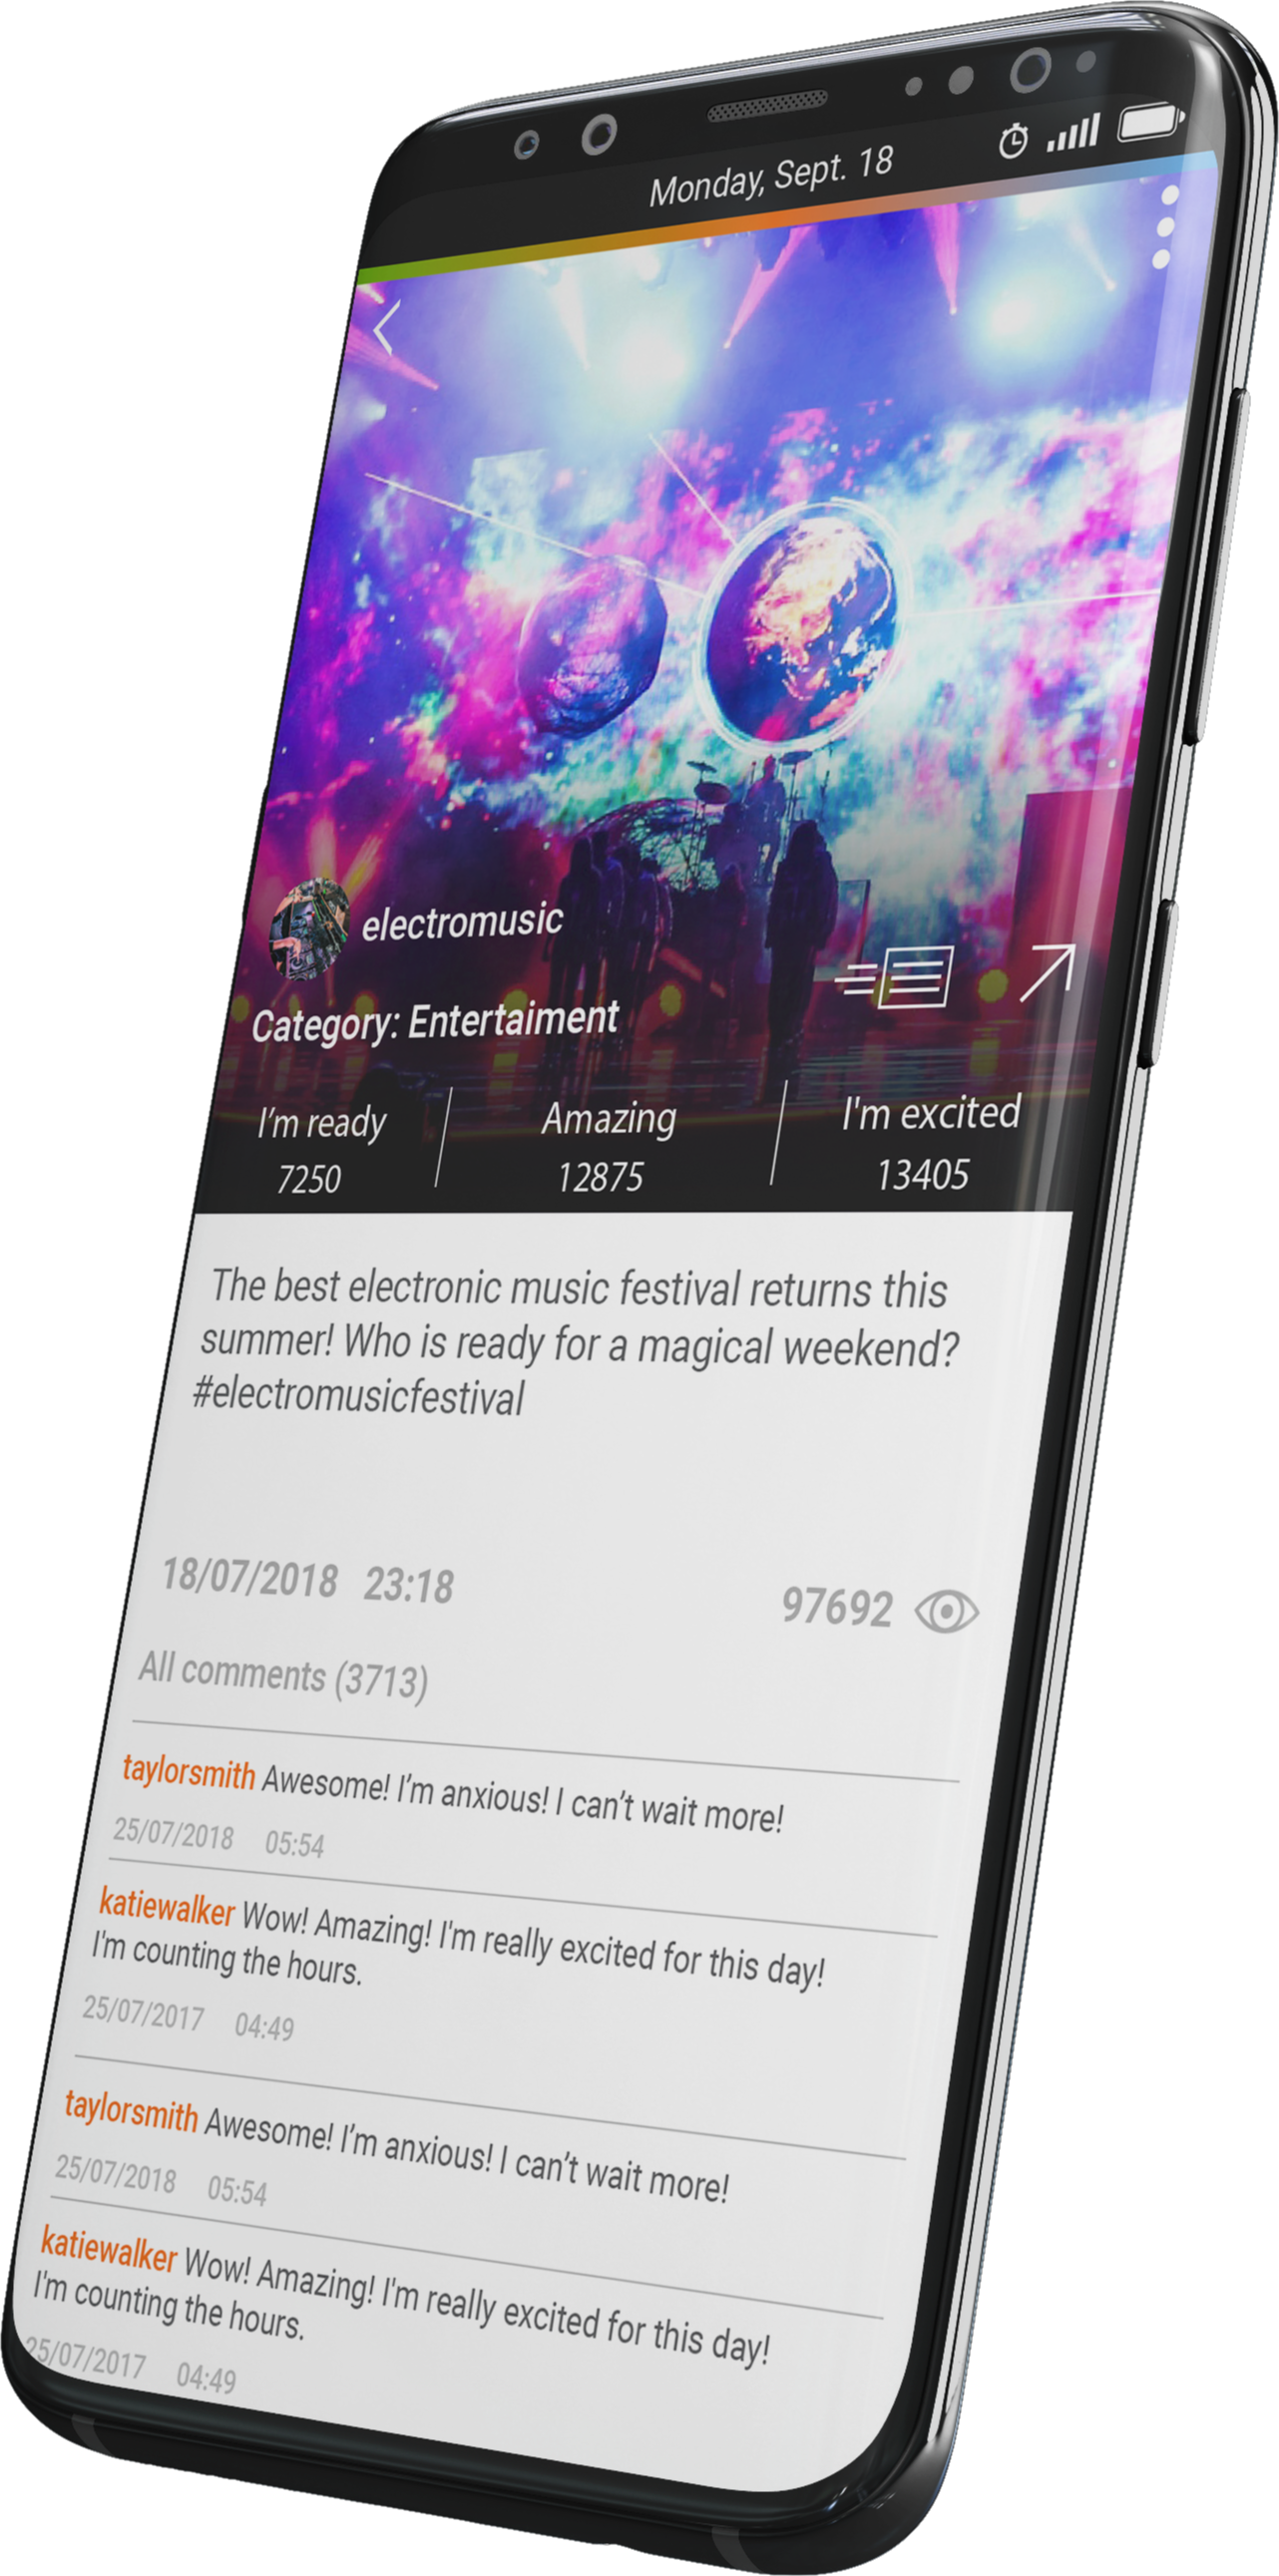 Monday, Sept. 18
electromusic
Category: Entertaiment
I'm ready
7250
Amazing
12875
I'm excited
13405
The best electronic music festival returns this
summer! Who is ready for a magical weekend?
#electromusicfestival
18/07/2018 23:18
97692
All comments (3713)
taylorsmith Awesome! I'm anxious! I can't wait more!
25/07/2018 05:54
katiewalker Wow! Amazing! I'm really excited for this day!
I'm counting the hours.
25/07/2017 04:49
taylorsmith Awesome! I'm anxious! I can't wait more!
25/07/2018 05:54
katiewalker Wow! Amazing! I'm really excited for this day!
I'm counting the hours.
25/07/2017 04:49